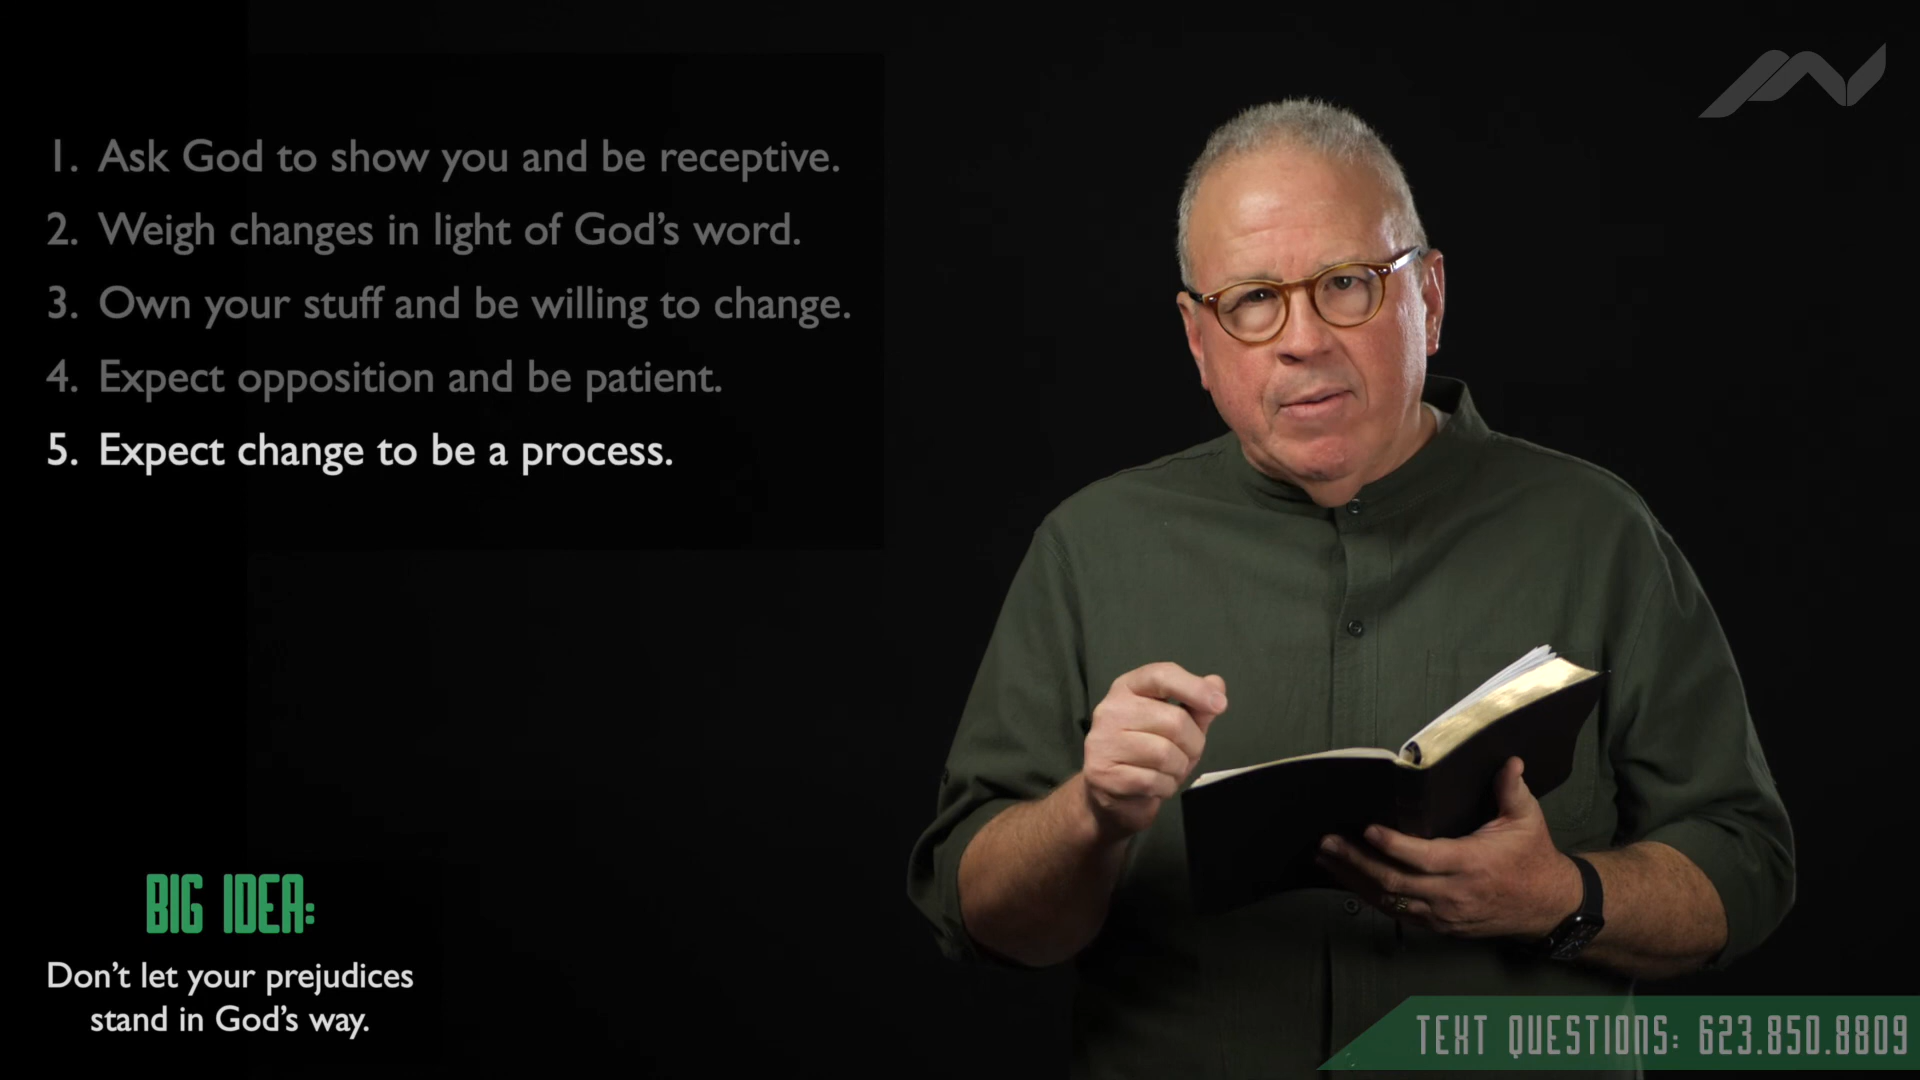 1. Ask God to show you and be receptive.
2. Weigh changes in light of God's word.
3. Own your stuff and be willing to change.
4. Expect opposition and be patient.
5. Expect change to be a process.
BIG IDEA:
Don't let your prejudices
stand in God's way.
TEXT QUESTIONS: 623.850.8809